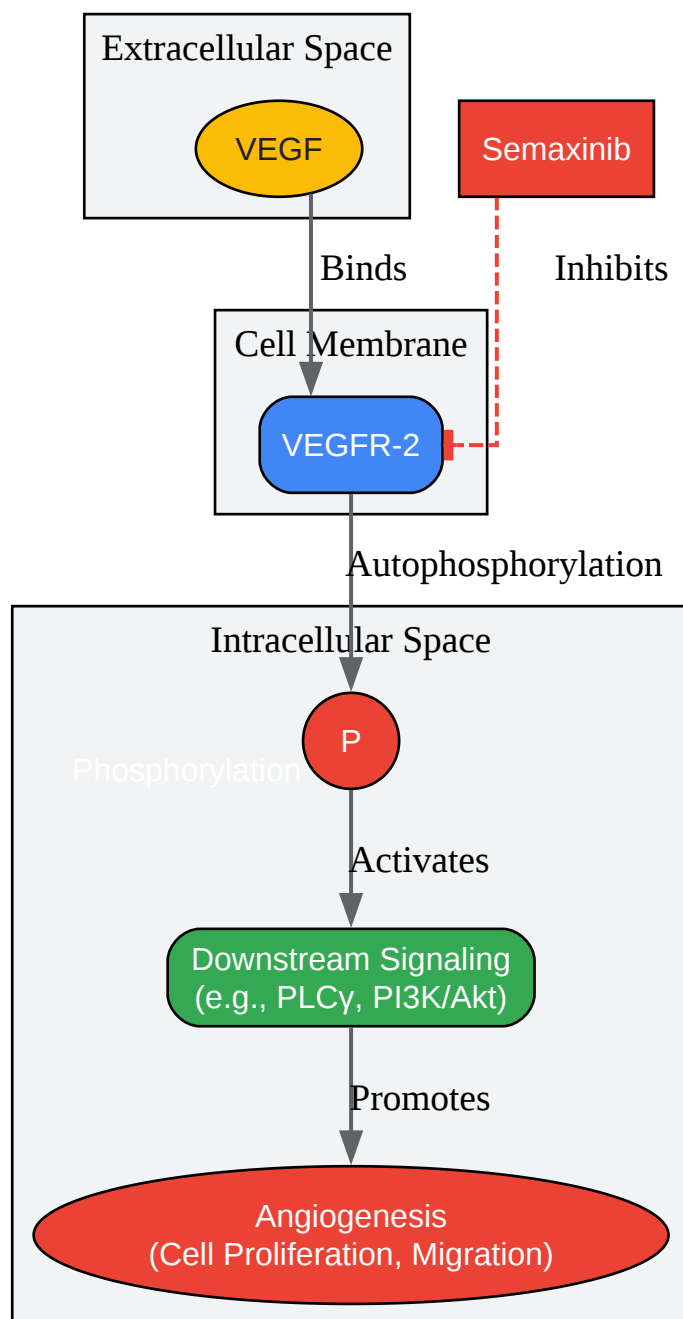 Extracellular Space
VEGF
Semaxinib
Binds
Inhibits
Cell Membrane
VEGFR-2
Autophosphorylation
Intracellular Space
P
Phosphorylation
Activates
Downstream Signaling
(e.g., PLCγ, PI3K/Akt)
Promotes
Angiogenesis
(Cell Proliferation, Migration)